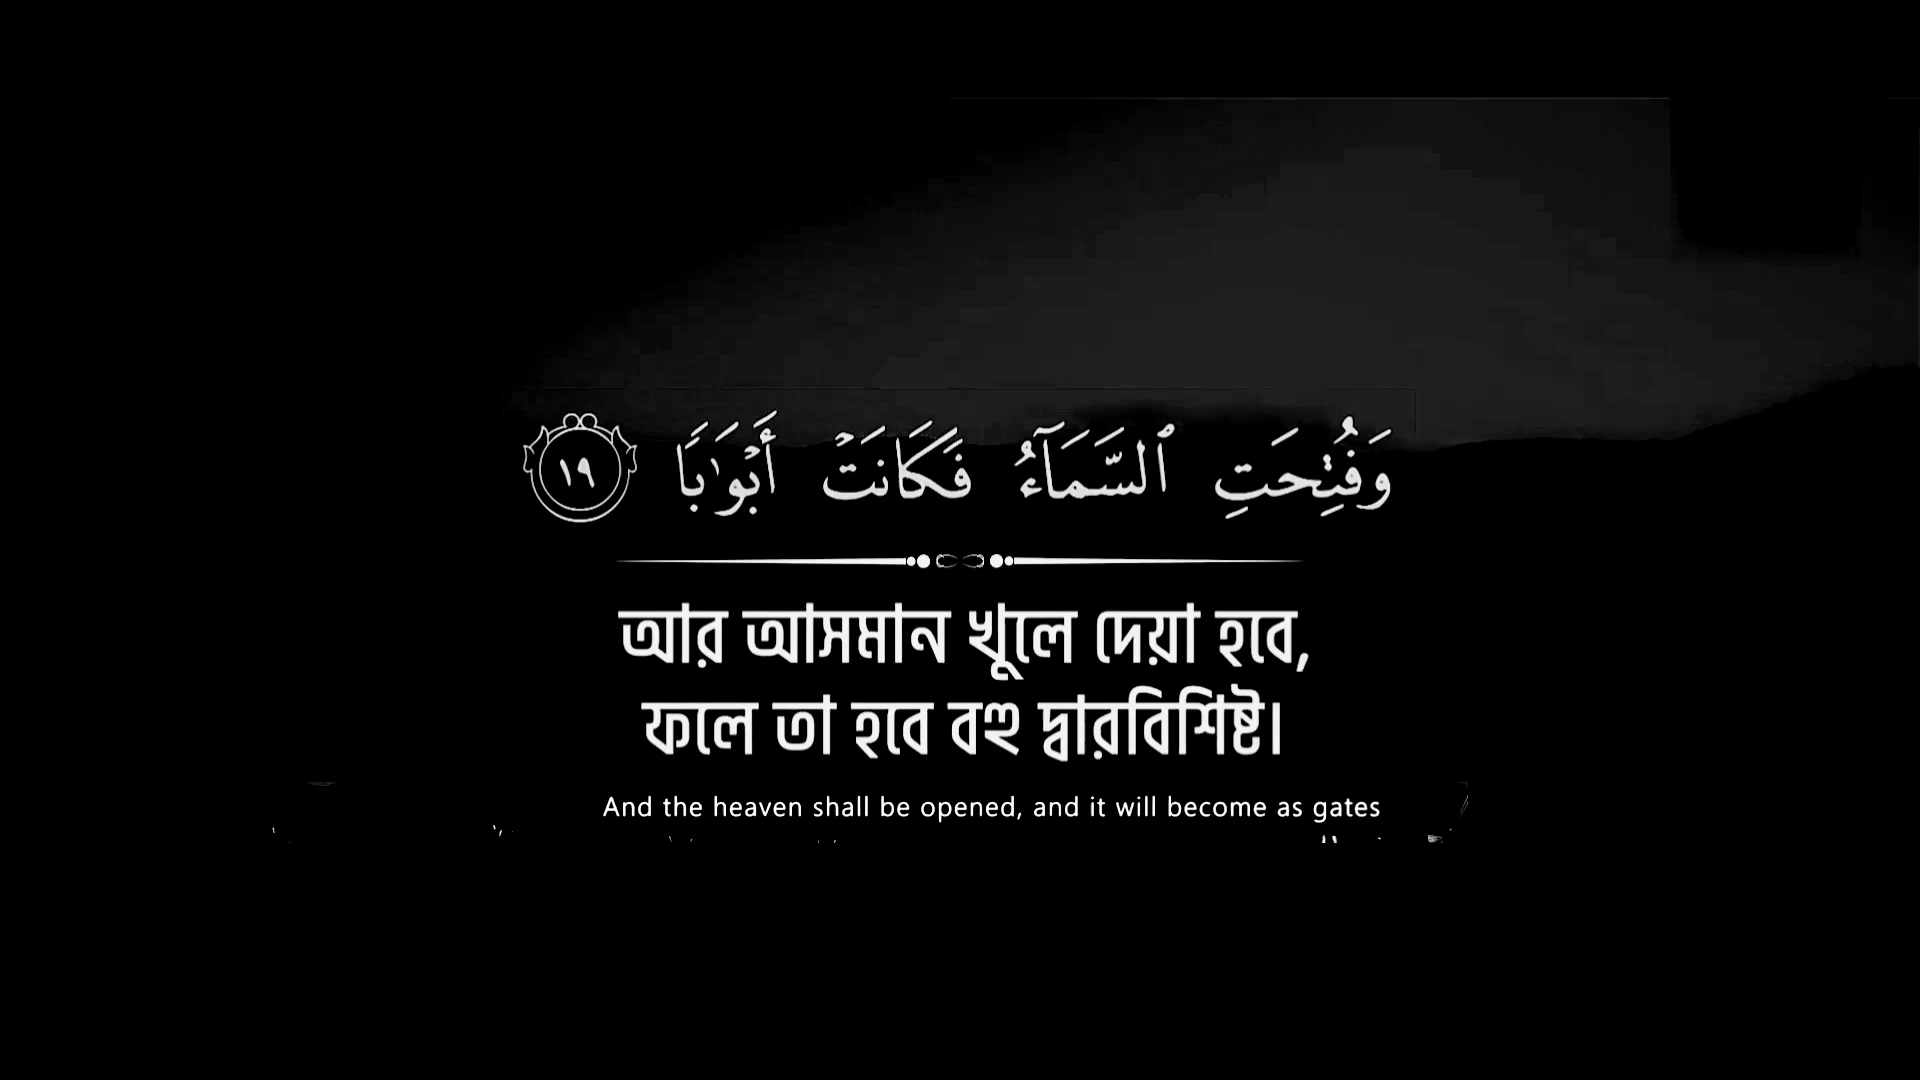 وَفُتِحَتِ ٱلسَّمَآءُ فَكَانَتۡ أَبۡوَٰبٗا ١٩
আর আসমান খুলে দেয়া হবে,
ফলে তা হবে বহু দ্বারবিশিষ্ট।
And the heaven shall be opened, and it will become as gates